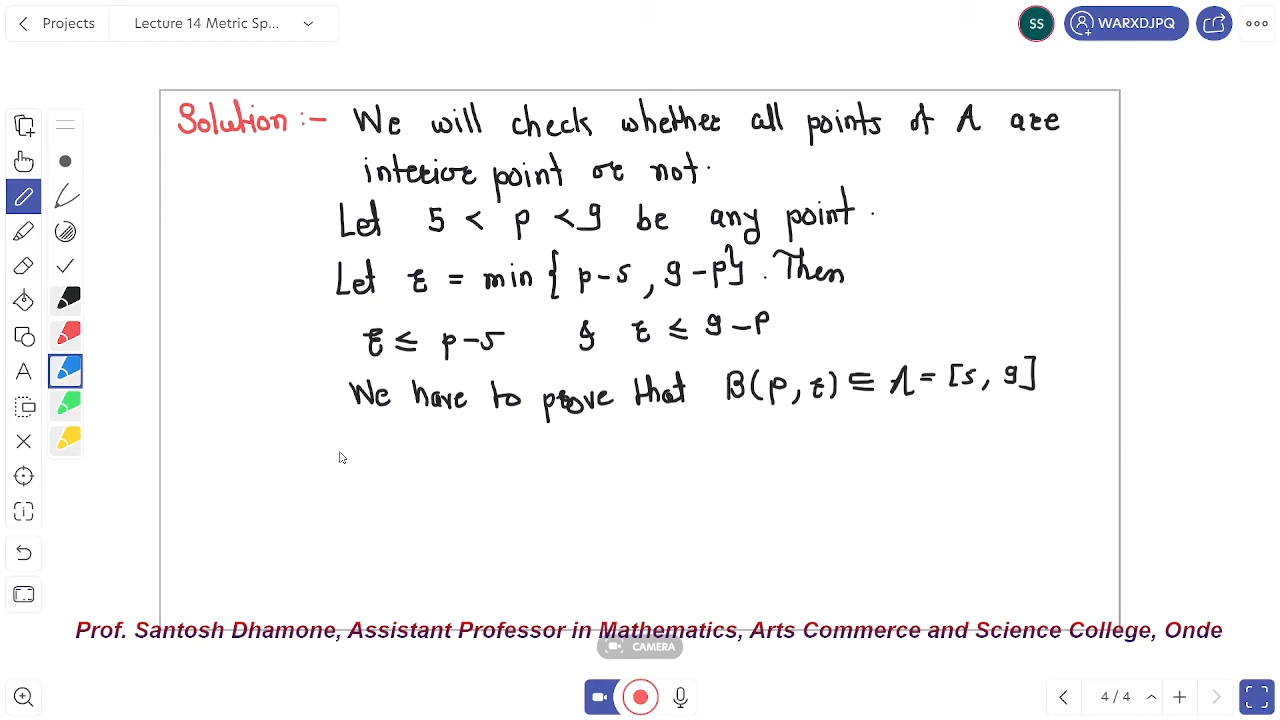 Projects
Lecture 14 Metric Sp...
SS
WARXDJPQ
Solution :- We will check whether all points of A are
interior point or not.
Let 5 < p < 9 be any point.
Let ε = min { p-5, 9-p}. Then
ε ≤ p-5 & ε ≤ 9-p
We have to prove that B(p, ε) ⊆ A = [5, 9]
Prof. Santosh Dhamone, Assistant Professor in Mathematics, Arts Commerce and Science College, Onde
CAMERA
4 / 4